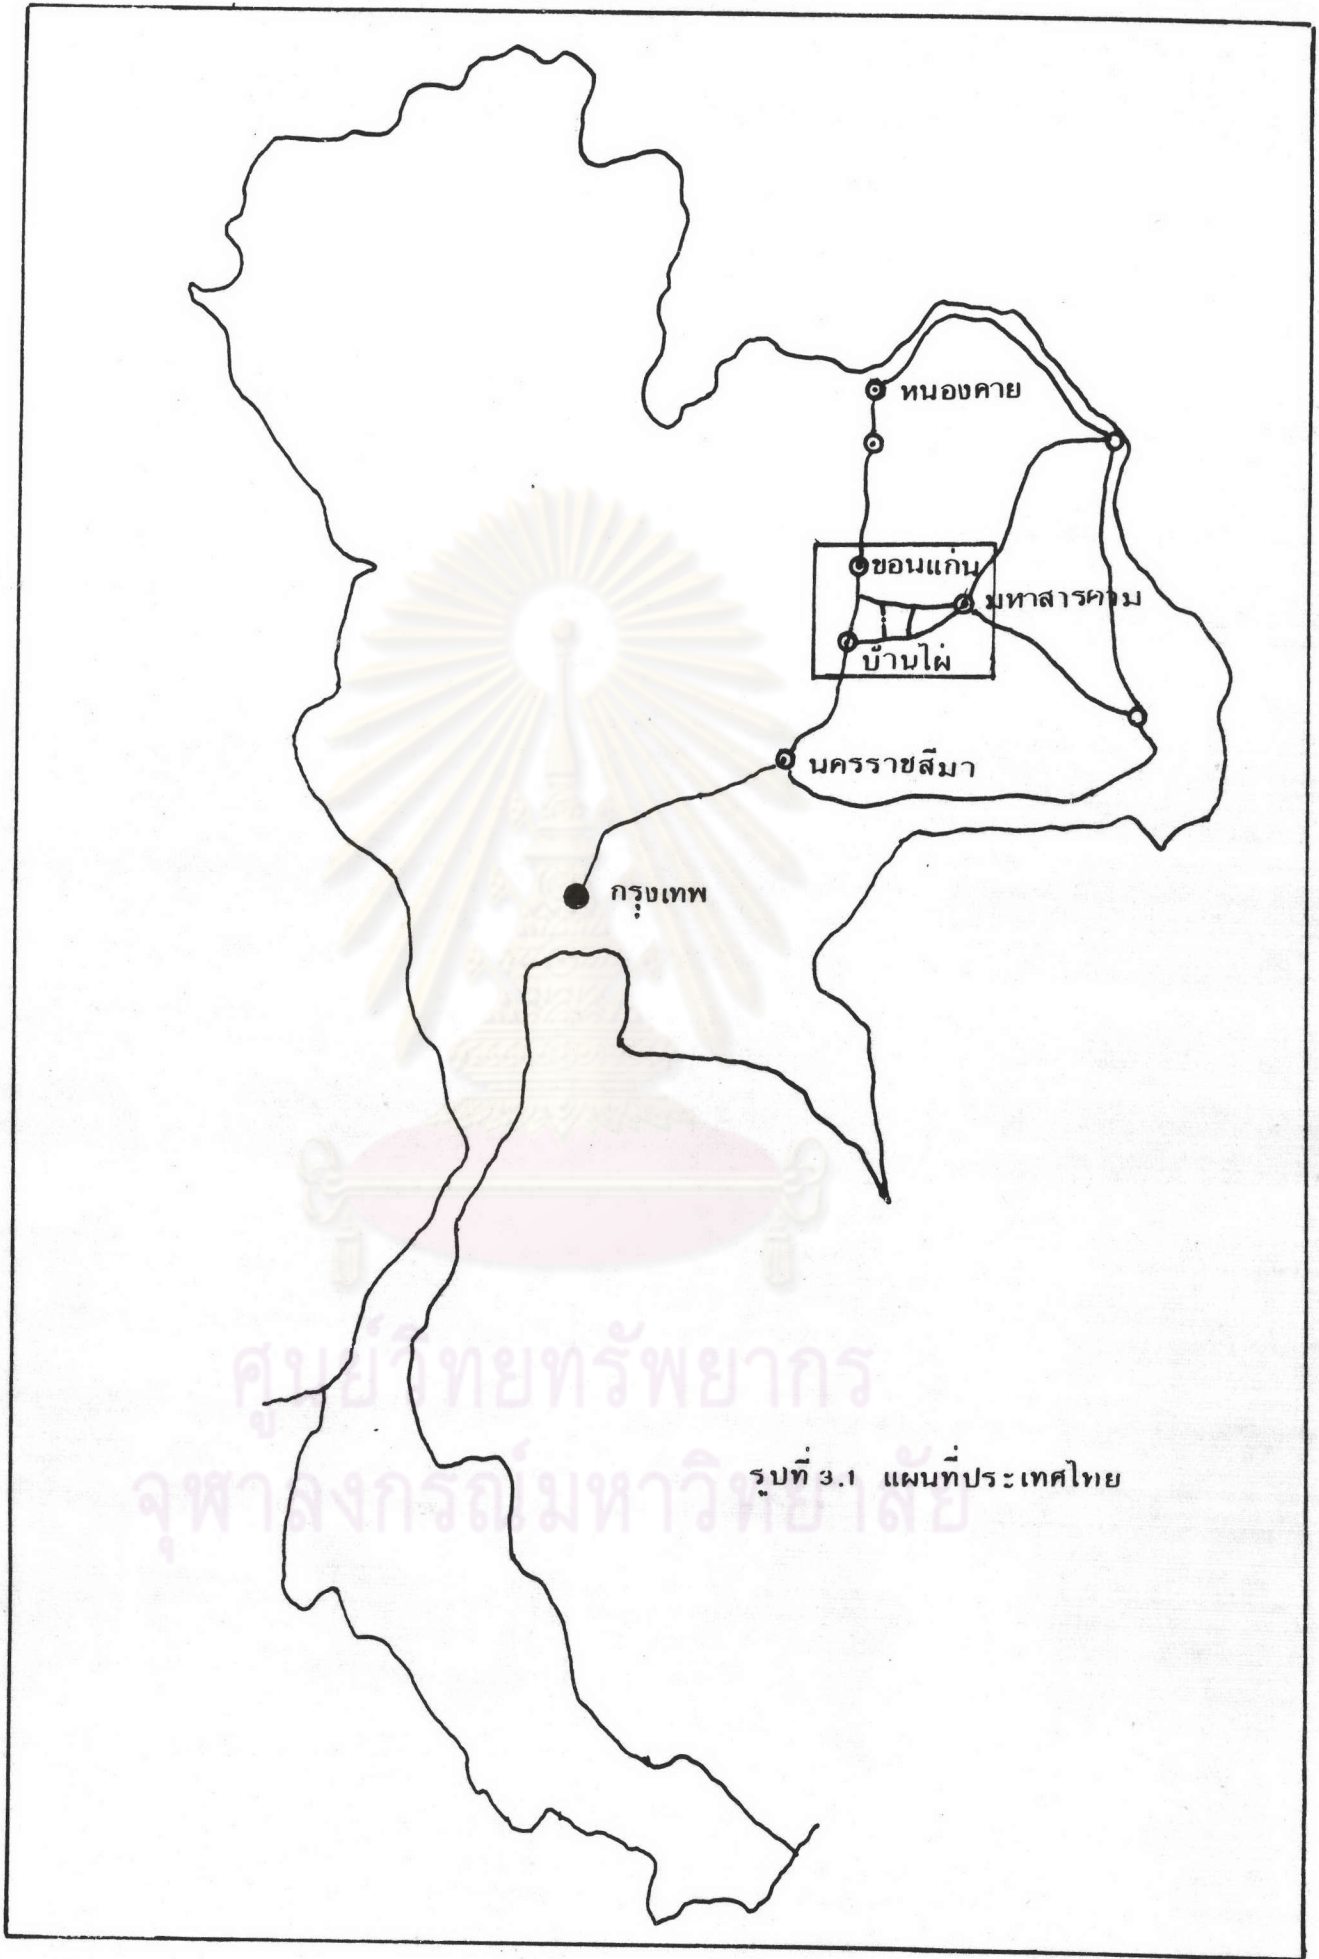 หนองคาย
ขอนแก่น
มหาสารคาม
บ้านไผ่
นครราชสีมา
กรุงเทพ
ศูนย์วิทยทรัพยากร
จุฬาลงกรณ์มหาวิทยาลัย
รูปที่ 3.1 แผนที่ประเทศไทย